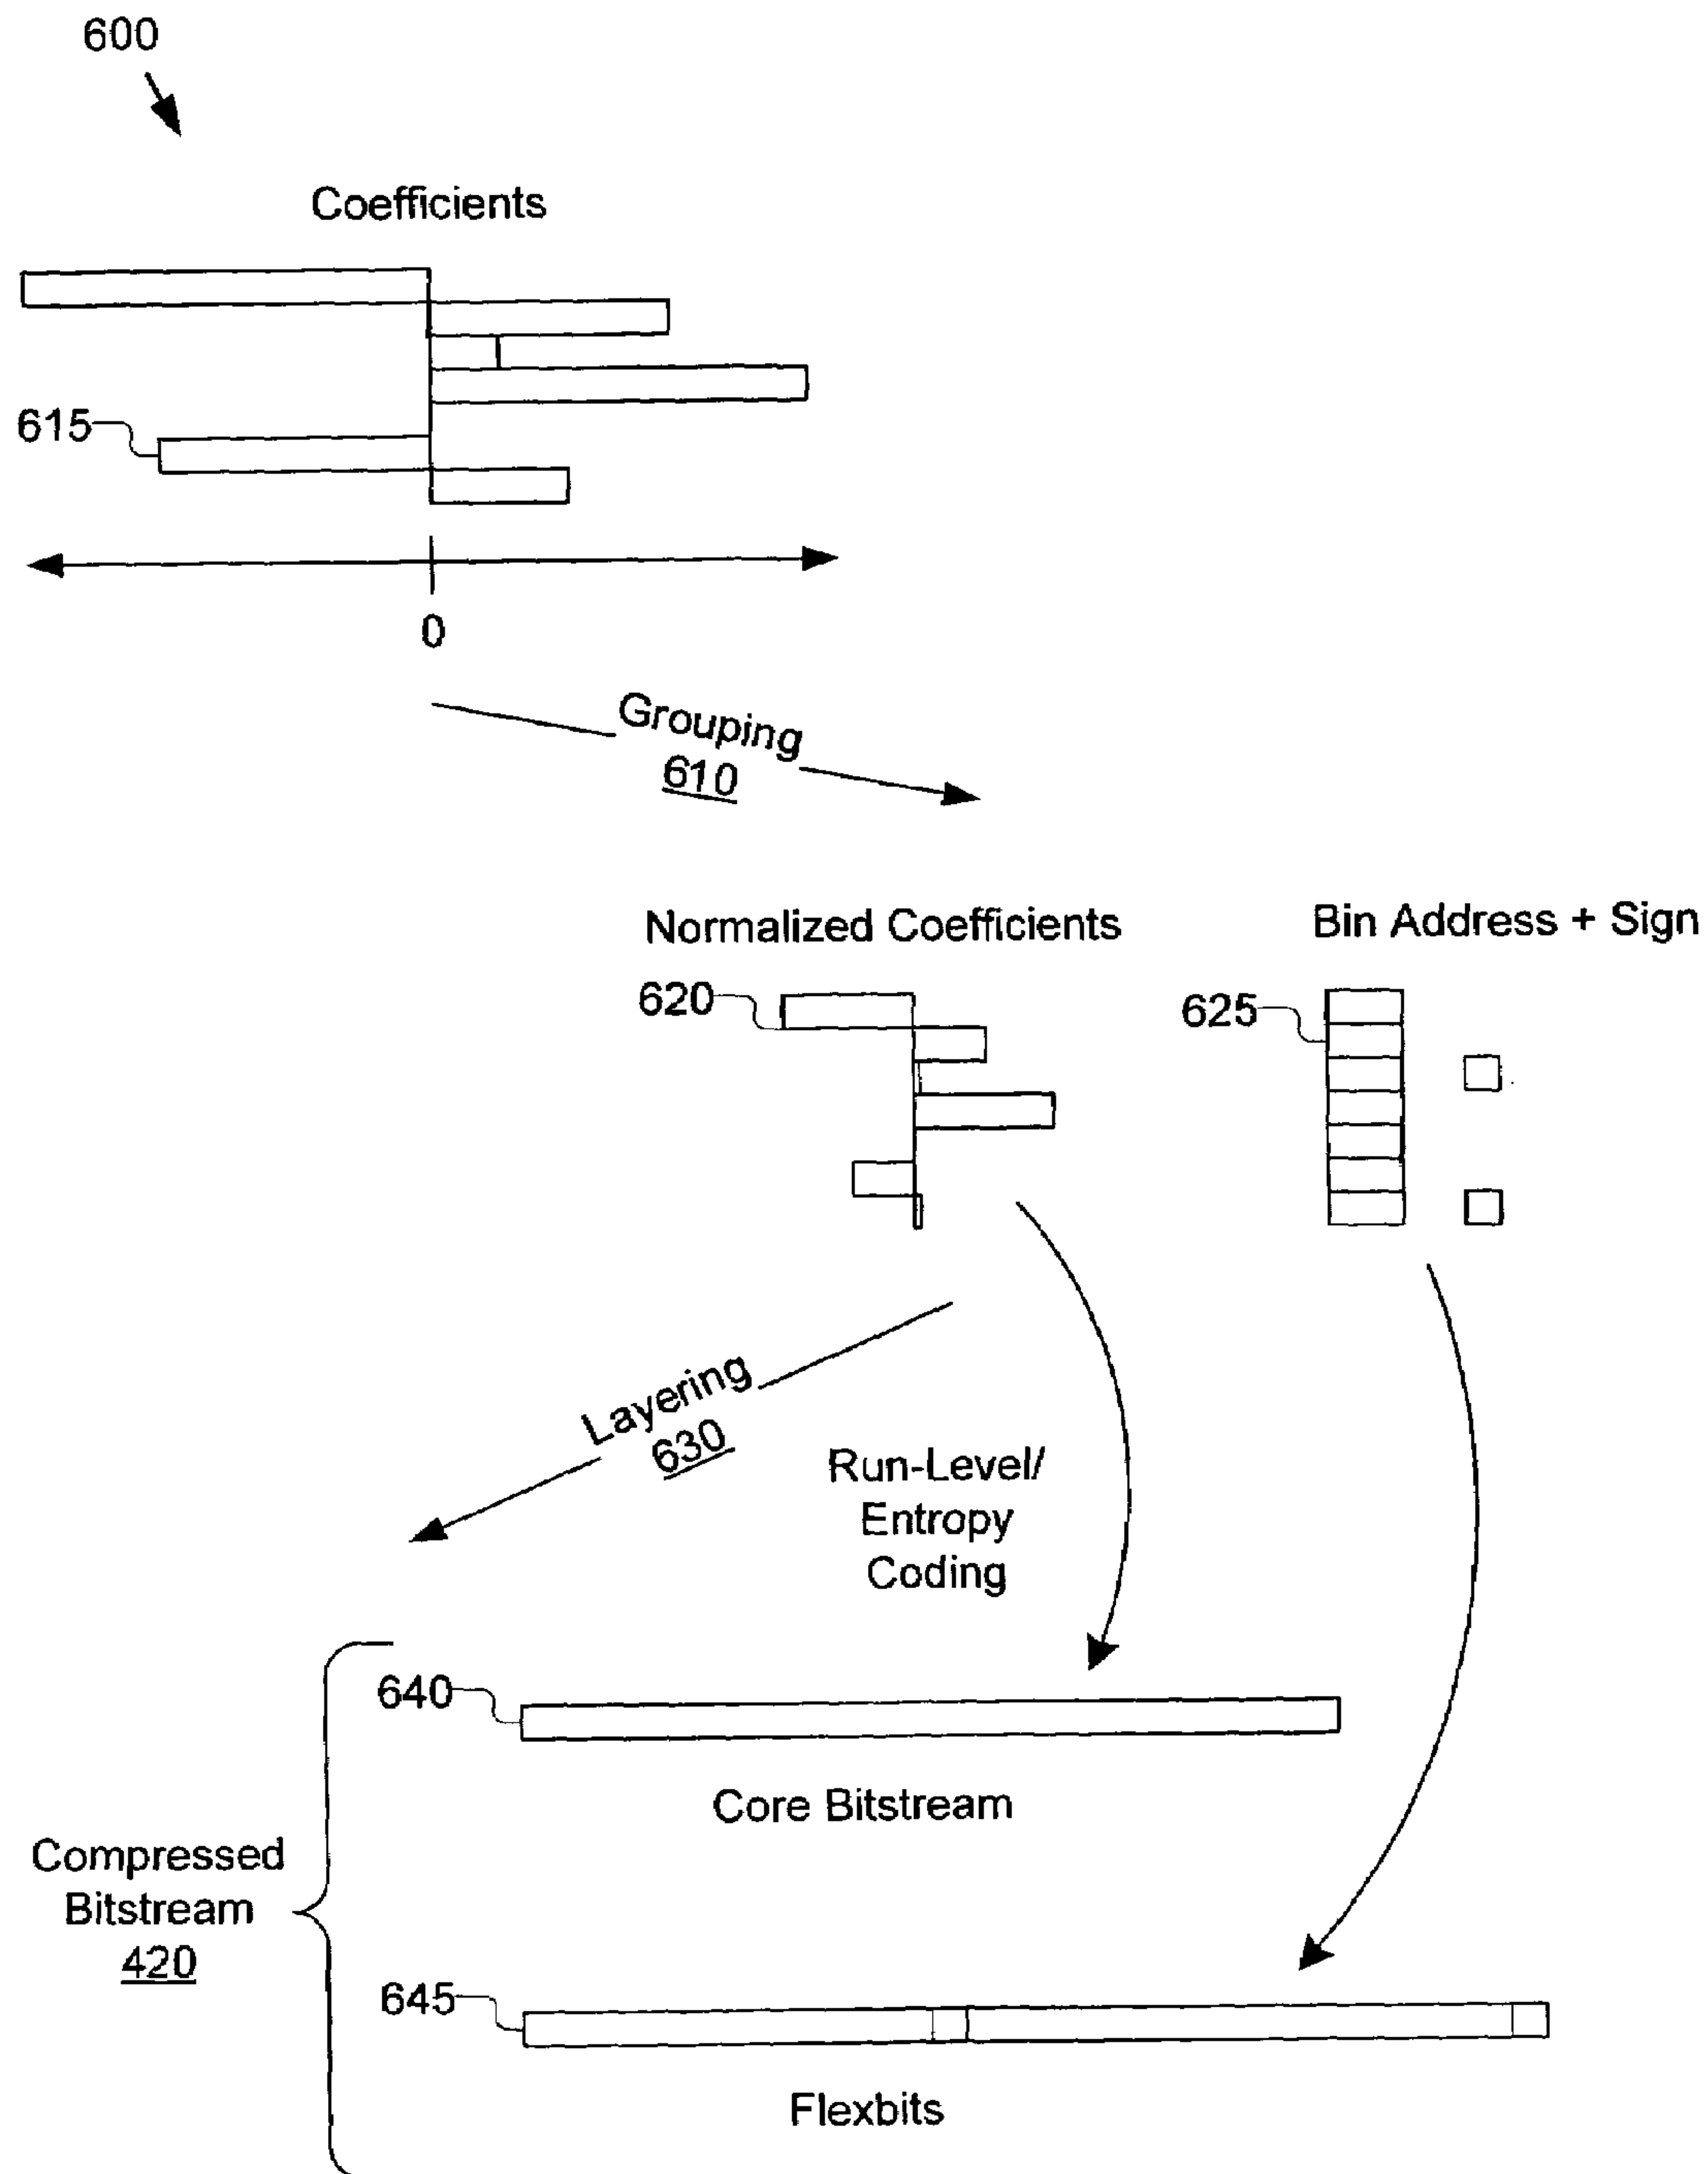 600
Coefficients
615
0
Grouping
610
Normalized Coefficients
Bin Address + Sign
620
625
Layering
630
Run-Level/
Entropy
Coding
640
Core Bitstream
Compressed
Bitstream
420
645
Flexbits